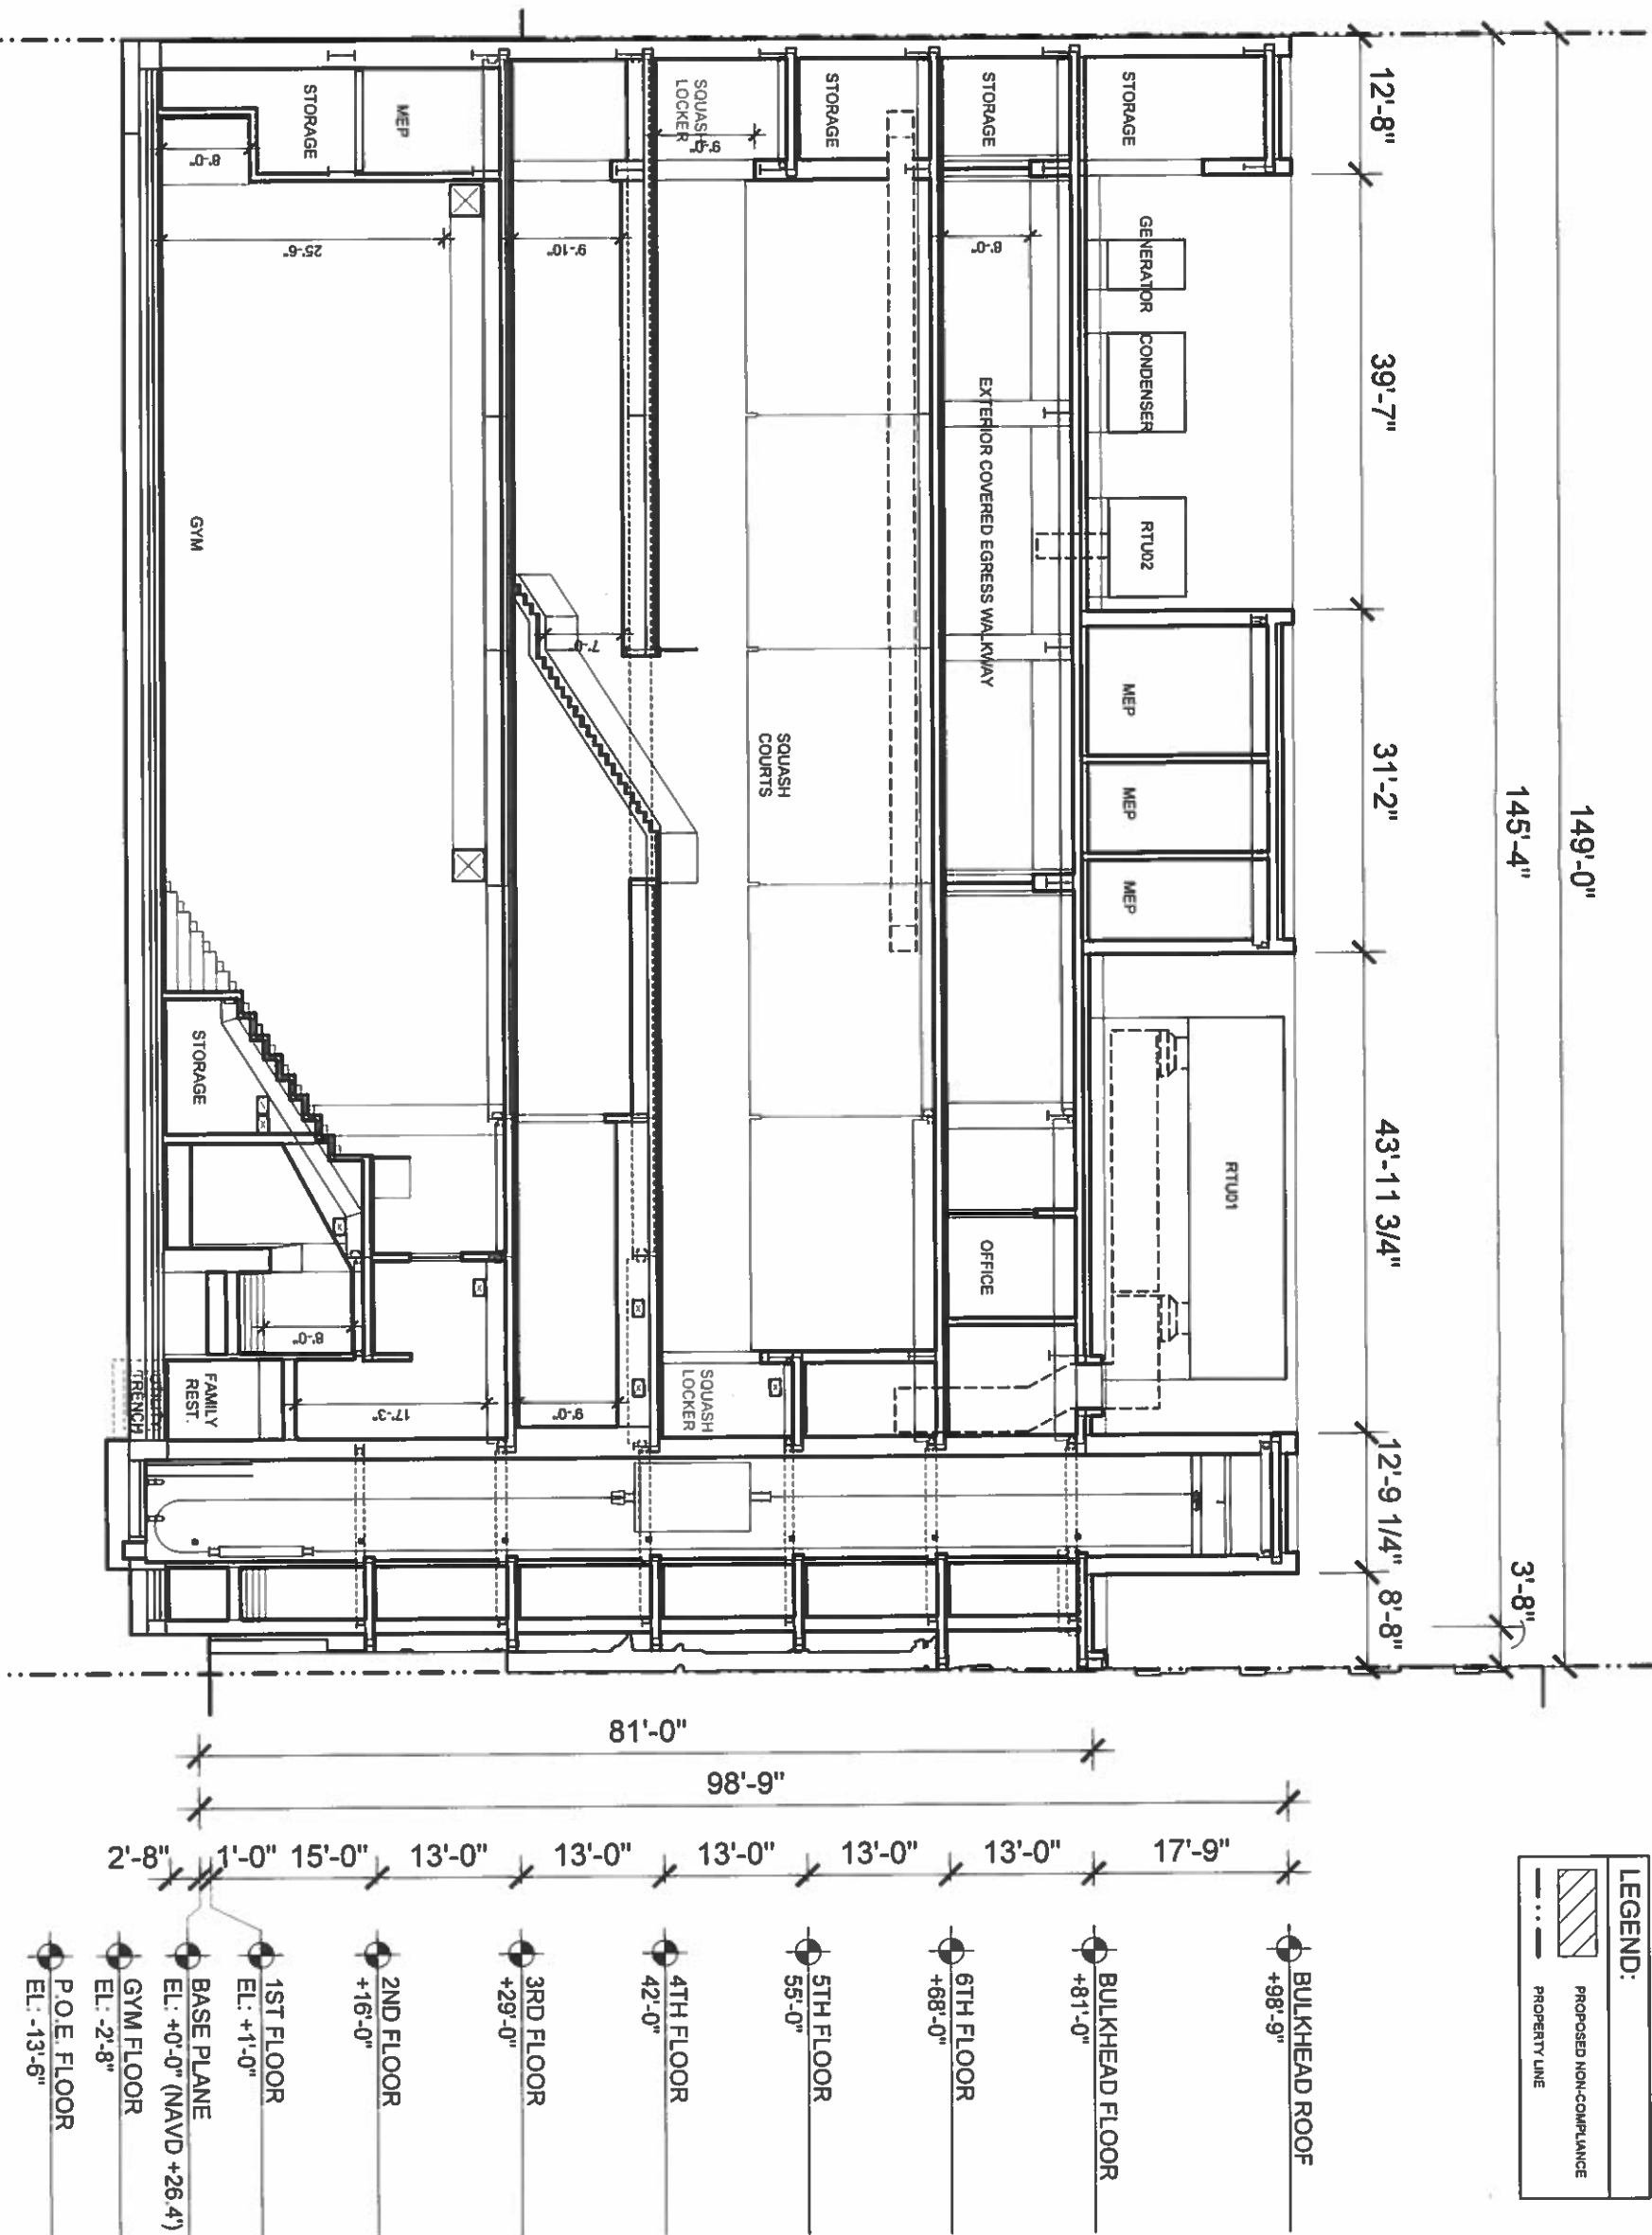 149'-0"
145'-4"
3'-8"
12'-8"
39'-7"
31'-2"
43'-11 3/4"
12'-9 1/4"
8'-8"
STORAGE
GENERATOR
CONDENSER
RTU02
MEP
MEP
MEP
RTU01
STORAGE
8'-0"
EXTERIOR COVERED EGRESS WALKWAY
OFFICE
STORAGE
SQUASH
LOCKER
9'-0"
SQUASH
COURTS
SQUASH
LOCKER
9'-10"
7'-0"
9'-0"
MEP
STORAGE
8'-0"
25'-6"
GYM
STORAGE
8'-0"
17'-3"
FAMILY
REST.
UTILITY
TRENCH
81'-0"
98'-9"
17'-9"
13'-0"
13'-0"
13'-0"
13'-0"
13'-0"
15'-0"
1'-0"
2'-8"
BULKHEAD ROOF
+98'-9"
BULKHEAD FLOOR
+81'-0"
6TH FLOOR
+68'-0"
5TH FLOOR
55'-0"
4TH FLOOR
42'-0"
3RD FLOOR
+29'-0"
2ND FLOOR
+16'-0"
1ST FLOOR
EL: +1'-0"
BASE PLANE
EL: +0'-0" (NAVD +26.4')
GYM FLOOR
EL: -2'-8"
P.O.E. FLOOR
EL: -13'-6"
LEGEND:
PROPOSED NON-COMPLIANCE
PROPERTY LINE